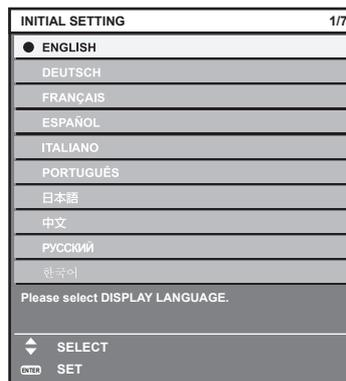 INITIAL SETTING 1/7
ENGLISH
DEUTSCH
FRANÇAIS
ESPAÑOL
ITALIANO
PORTUGUÊS
日本語
中文
РУССКИЙ
한국어
Please select DISPLAY LANGUAGE.
SELECT
ENTER SET